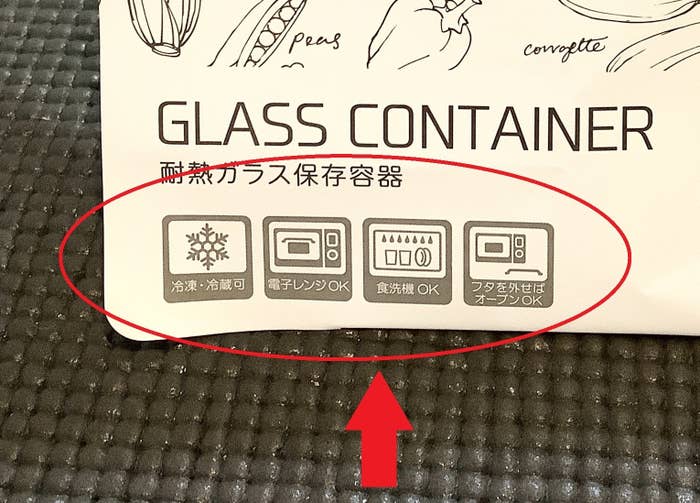 Peas
courgette
GLASS CONTAINER
耐熱ガラス保存容器
冷凍・冷蔵可
電子レンジOK
食洗機OK
フタを外せば
オーブンOK